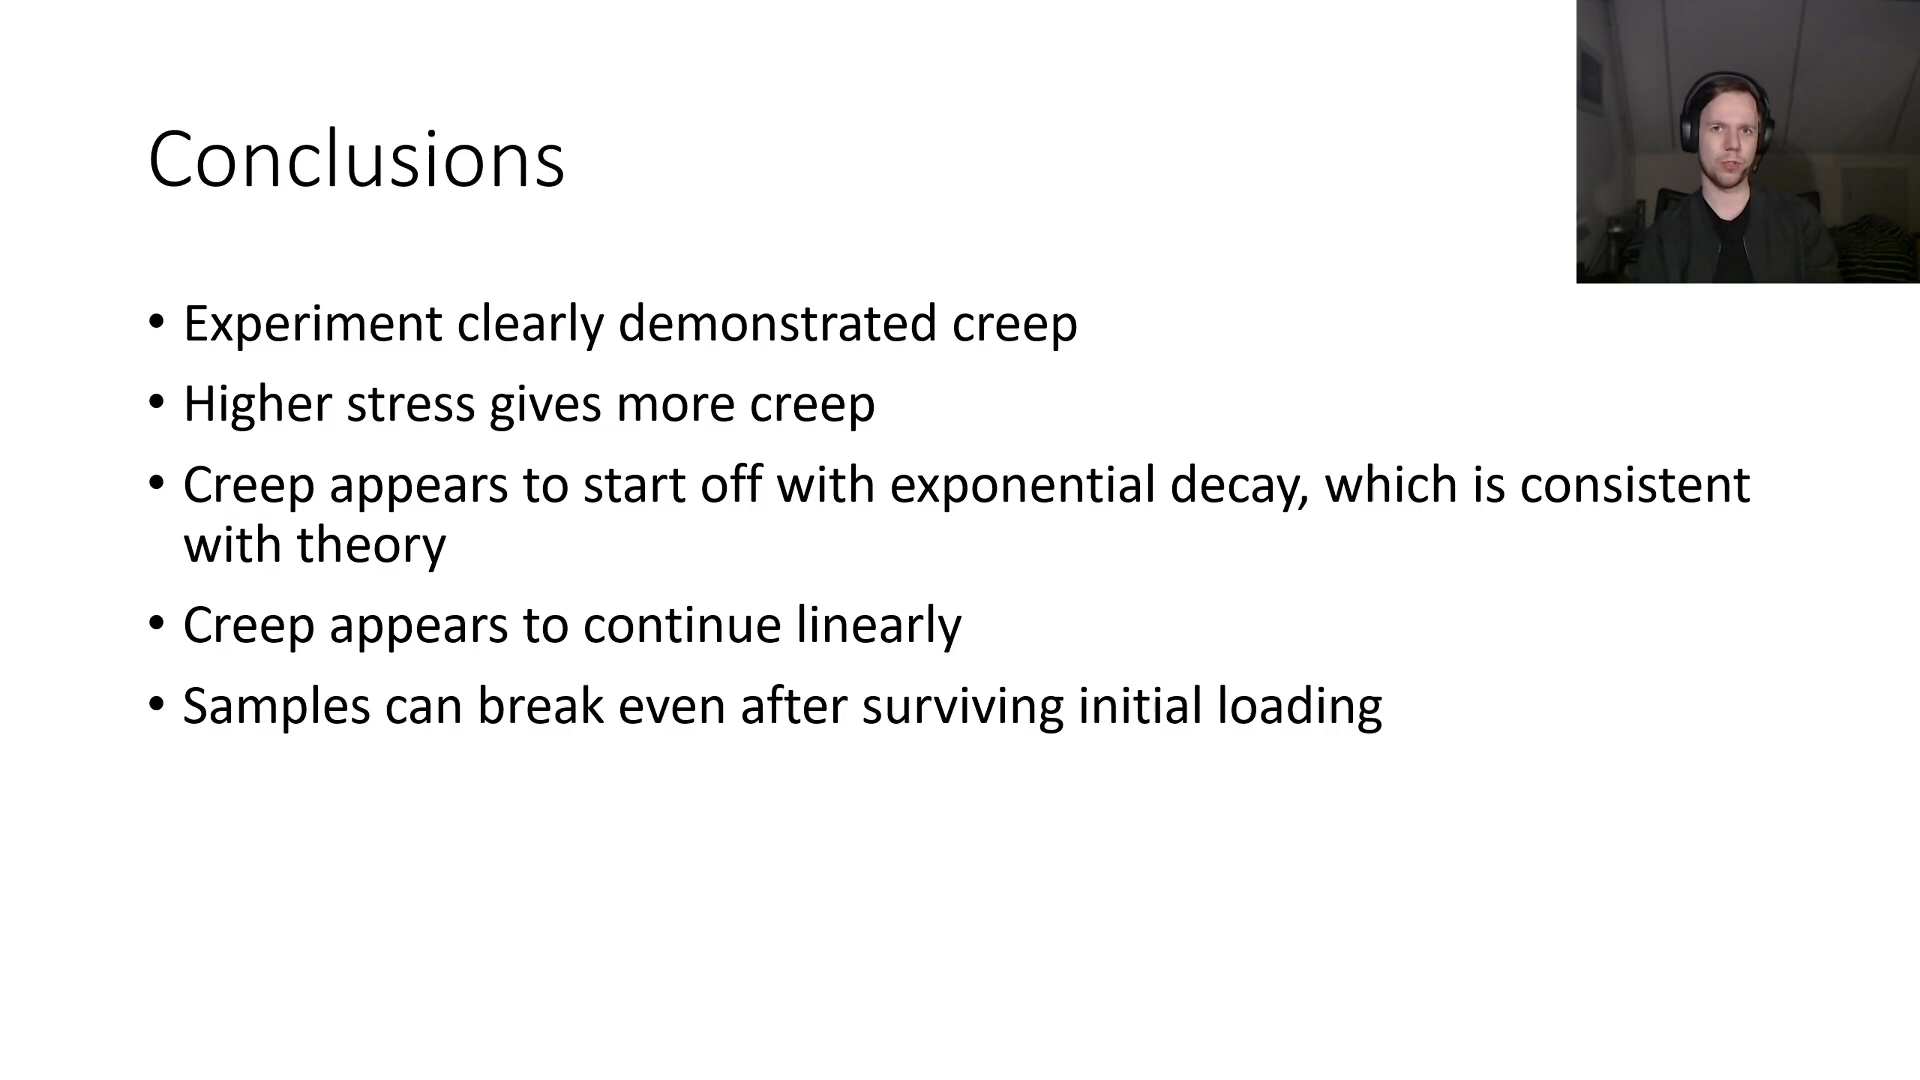 Conclusions
• Experiment clearly demonstrated creep
• Higher stress gives more creep
• Creep appears to start off with exponential decay, which is consistent
with theory
• Creep appears to continue linearly
• Samples can break even after surviving initial loading